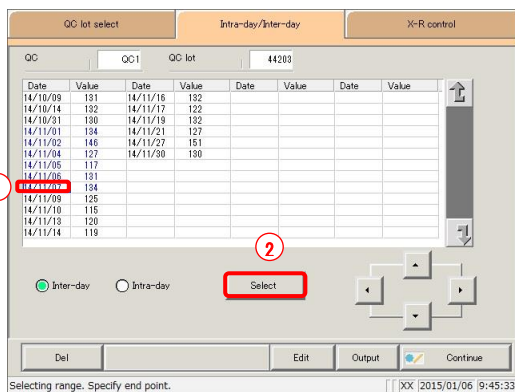 QC lot select Intra-day/Inter-day X-R control
QC QC1 QC lot 44203
Date Value Date Value Date Value Date Value
14/10/09 131 14/11/16 132
14/10/14 132 14/11/17 122
14/10/31 130 14/11/19 132
14/11/01 134 14/11/21 127
14/11/02 146 14/11/27 151
14/11/04 127 14/11/30 130
14/11/05 117
14/11/06 131
14/11/07 134
14/11/09 125
14/11/10 115
14/11/13 120
14/11/14 119
2
Inter-day Intra-day Select
Del Edit Output Continue
Selecting range. Specify end point. XX 2015/01/06 9:45:33